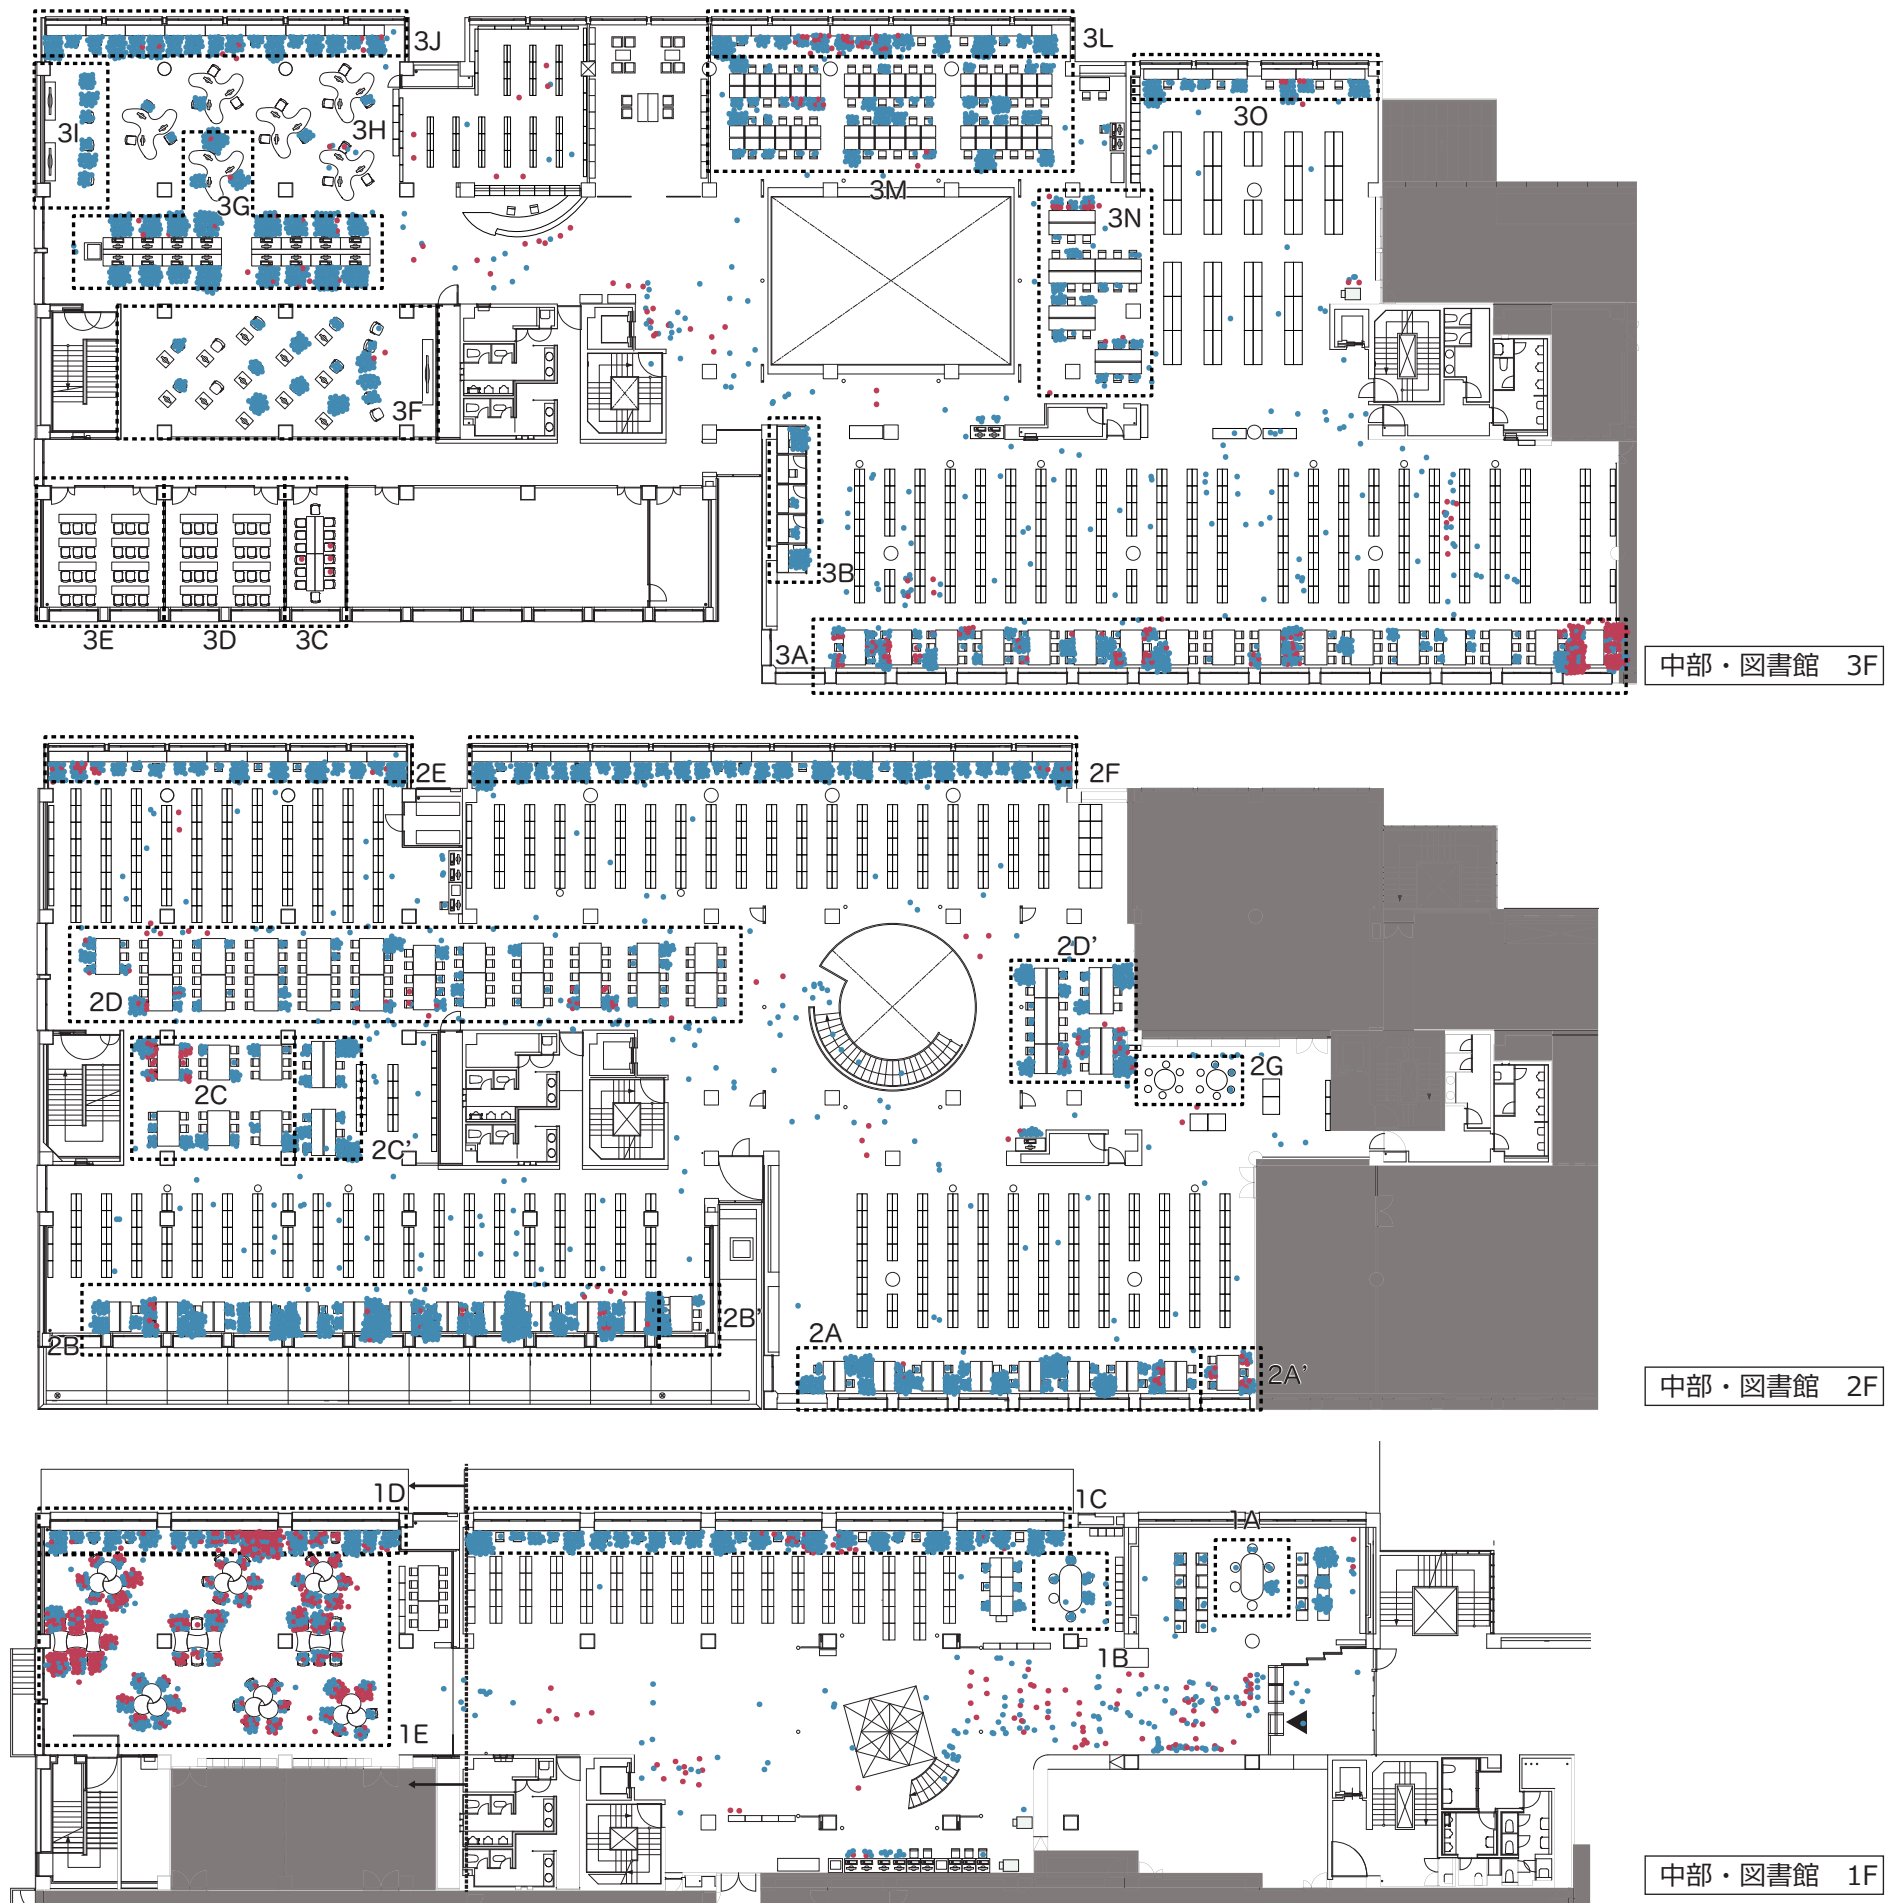 3J
3L
3O
3I
3H
3G
3M
3N
3F
3B
3E
3D
3C
3A
中部・図書館 3F
2E
2F
2D'
2D
2G
2C
2C'
2B'
2B
2A
2A'
中部・図書館 2F
1D
1C
1A
1B
1E
中部・図書館 1F